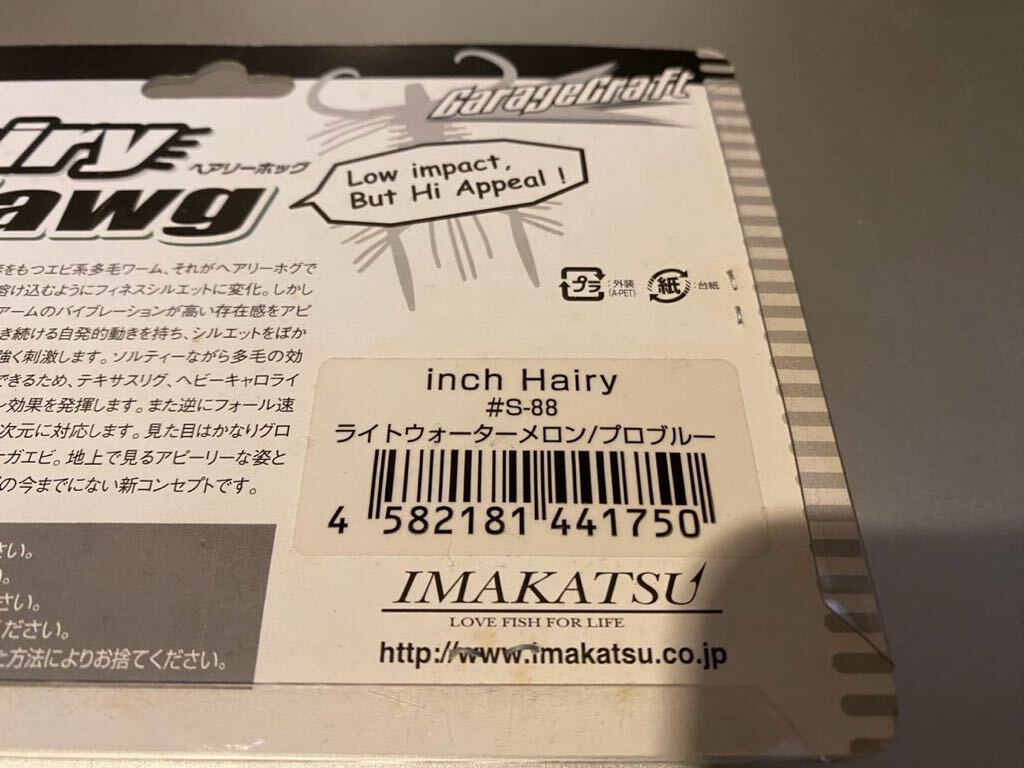 GarageCraft
iry
ヘアリーホッグ
awg
Low impact,
But Hi Appeal !
をもつエビ系多毛ワーム、それがヘアリーホグで
溶け込むようにフィネスシルエットに変化。しかし
アームのバイブレーションが高い存在感をアピ
き続ける自発的動きを持ち、シルエットをぼか
強く刺激します。ソルティーながら多毛の効
できるため、テキサスリグ、ヘビーキャロライ
ン効果を発揮します。また逆にフォール速
次元に対応します。見た目はかなりグロ
ナガエビ。地上で見るアピーリーな姿と
の今までにない新コンセプトです。
プラ
:外装
(A-PET)
紙
:台紙
inch Hairy
#S-88
ライトウォーターメロン/プロブルー
4 582181 441750
さい。
。
さい。
ください。
方法によりお捨てください。
IMAKATSU
LOVE FISH FOR LIFE
http://www.imakatsu.co.jp